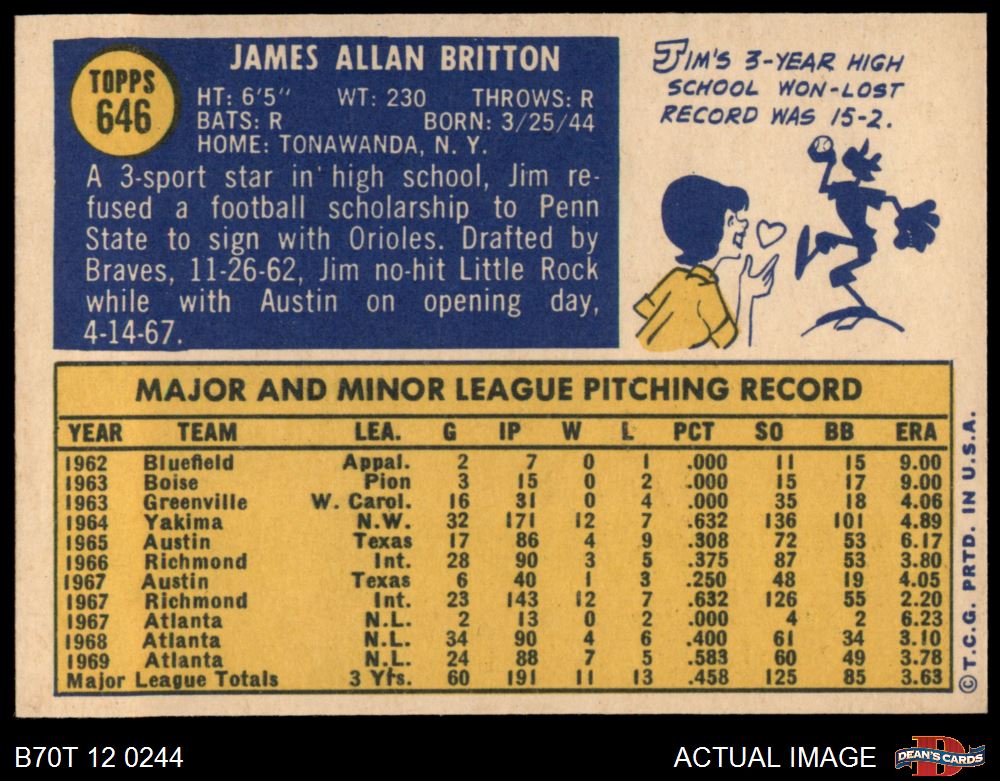 TOPPS
646
JAMES ALLAN BRITTON
HT: 6'5" WT: 230 THROWS: R
BATS: R BORN: 3/25/44
HOME: TONAWANDA, N. Y.
A 3-sport star in high school, Jim re-
fused a football scholarship to Penn
State to sign with Orioles. Drafted by
Braves, 11-26-62, Jim no-hit Little Rock
while with Austin on opening day,
4-14-67.
JIM'S 3-YEAR HIGH
SCHOOL WON-LOST
RECORD WAS 15-2.
MAJOR AND MINOR LEAGUE PITCHING RECORD
YEAR TEAM LEA. G IP W L PCT SO BB ERA
1962 Bluefield Appal. 2 7 0 1 .000 11 15 9.00
1963 Boise Pion 3 15 0 2 .000 15 17 9.00
1963 Greenville W. Carol. 16 31 0 4 .000 35 18 4.06
1964 Yakima N.W. 32 171 12 7 .632 136 101 4.89
1965 Austin Texas 17 86 4 9 .308 72 53 6.17
1966 Richmond Int. 28 90 3 5 .375 87 53 3.80
1967 Austin Texas 6 40 1 3 .250 48 19 4.05
1967 Richmond Int. 23 143 12 7 .632 126 55 2.20
1967 Atlanta N.L. 2 13 0 2 .000 4 2 6.23
1968 Atlanta N.L. 34 90 4 6 .400 61 34 3.10
1969 Atlanta N.L. 24 88 7 5 .583 60 49 3.78
Major League Totals 3 Yrs. 60 191 11 13 .458 125 85 3.63
©T.C.G. PRTD. IN U.S.A.
B70T 12 0244
ACTUAL IMAGE
D
DEAN'S CARDS